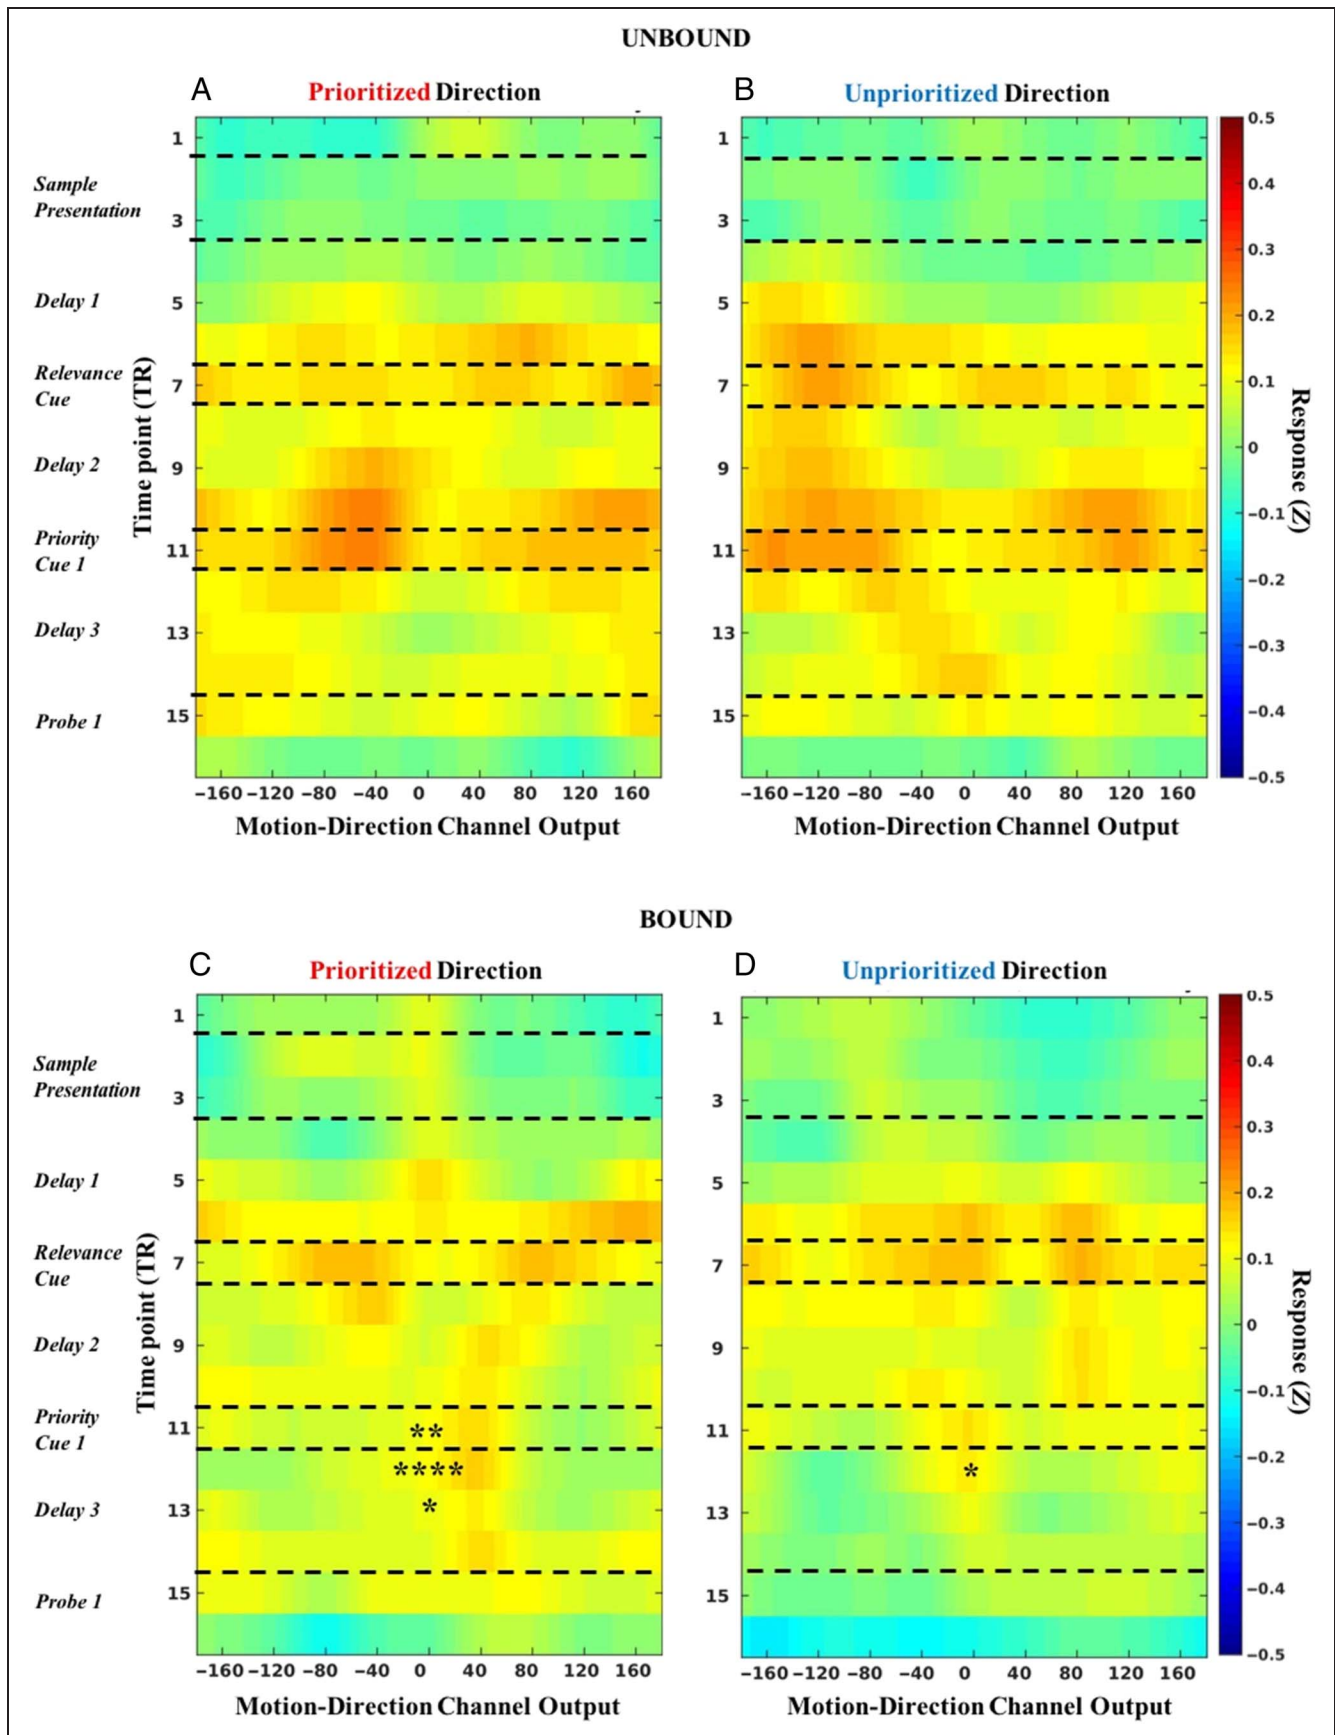 UNBOUND
A
Prioritized Direction
B
Unprioritized Direction
Sample
Presentation
Delay 1
Relevance
Cue
Delay 2
Priority
Cue 1
Delay 3
Probe 1
Time point (TR)
1
3
5
7
9
11
13
15
−160 −120 −80 −40 0 40 80 120 160
Motion-Direction Channel Output
1
3
5
7
9
11
13
15
−160 −120 −80 −40 0 40 80 120 160
Motion-Direction Channel Output
0.5
0.4
0.3
0.2
0.1
0
−0.1
−0.2
−0.3
−0.4
−0.5
Response (Z)
BOUND
C
Prioritized Direction
D
Unprioritized Direction
Sample
Presentation
Delay 1
Relevance
Cue
Delay 2
Priority
Cue 1
Delay 3
Probe 1
Time point (TR)
1
3
5
7
9
11
13
15
**
****
*
−160 −120 −80 −40 0 40 80 120 160
Motion-Direction Channel Output
1
3
5
7
9
11
13
15
*
−160 −120 −80 −40 0 40 80 120 160
Motion-Direction Channel Output
0.5
0.4
0.3
0.2
0.1
0
−0.1
−0.2
−0.3
−0.4
−0.5
Response (Z)